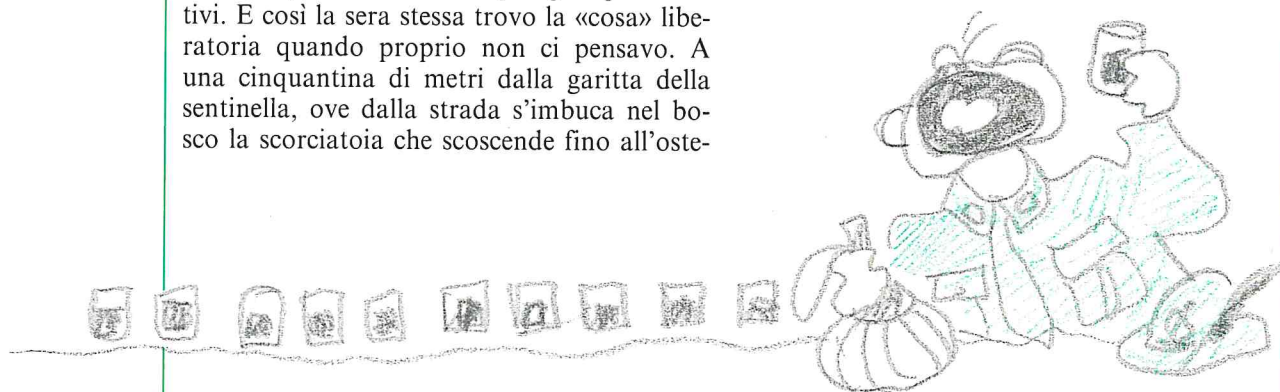 tivi. E così la sera stessa trovo la «cosa» libe-
ratoria quando proprio non ci pensavo. A
una cinquantina di metri dalla garitta della
sentinella, ove dalla strada s'imbuca nel bo-
sco la scorciatoia che scoscende fino all'oste-